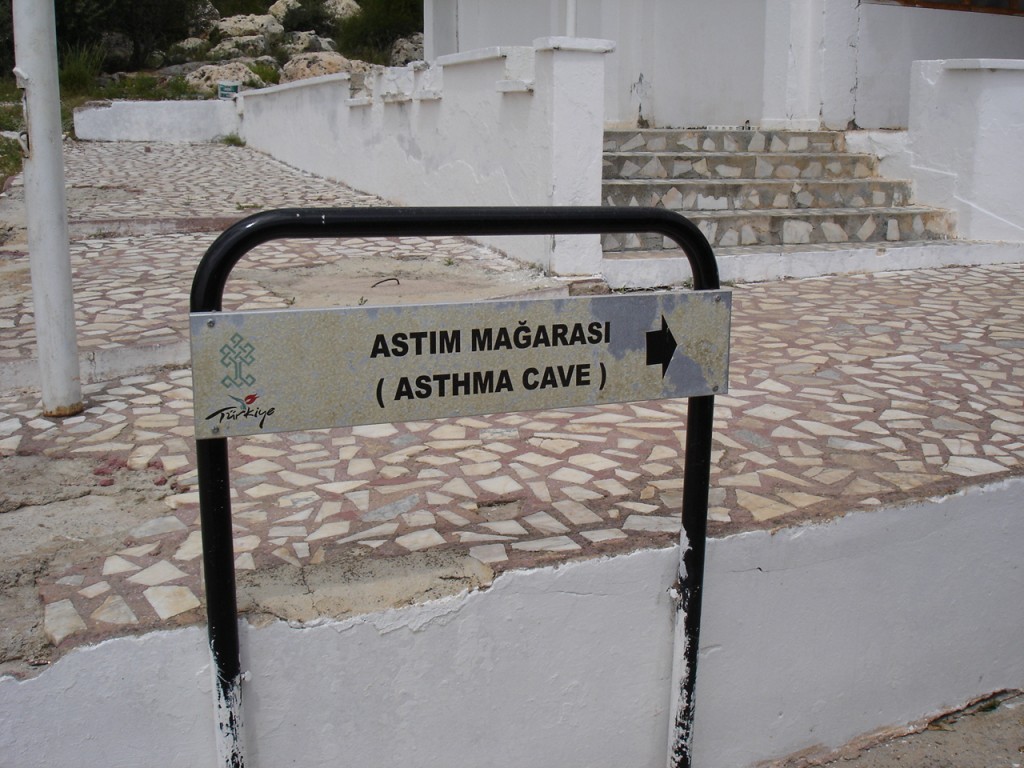 ASTIM MAĞARASI
( ASTHMA CAVE )
Türkiye